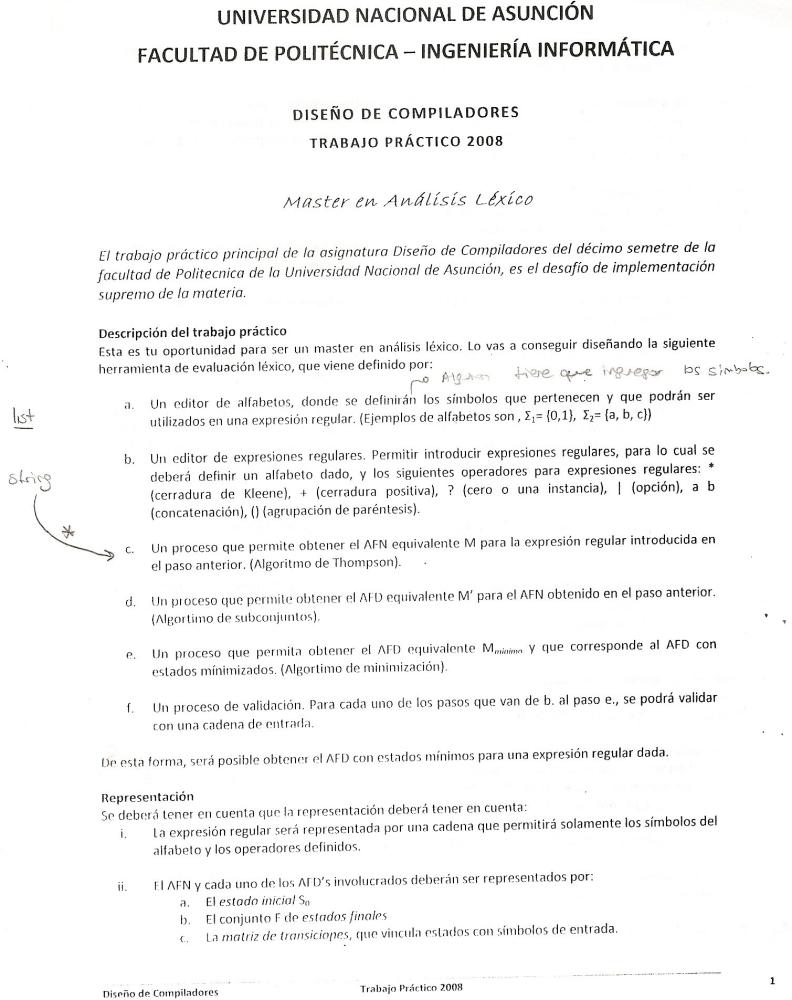 UNIVERSIDAD NACIONAL DE ASUNCIÓN
FACULTAD DE POLITÉCNICA – INGENIERÍA INFORMÁTICA
DISEÑO DE COMPILADORES
TRABAJO PRÁCTICO 2008
Master en Análisis Léxico
El trabajo práctico principal de la asignatura Diseño de Compiladores del décimo semetre de la
facultad de Politecnica de la Universidad Nacional de Asunción, es el desafío de implementación
supremo de la materia.
Descripción del trabajo práctico
Esta es tu oportunidad para ser un master en análisis léxico. Lo vas a conseguir diseñando la siguiente
herramienta de evaluación léxico, que viene definido por:
tiene que ingresar los símbolos.
a. Un editor de alfabetos, donde se definirán los símbolos que pertenecen y que podrán ser
utilizados en una expresión regular. (Ejemplos de alfabetos son , Σ1= {0,1}, Σ2= {a, b, c})
list
b. Un editor de expresiones regulares. Permitir introducir expresiones regulares, para lo cual se
deberá definir un alfabeto dado, y los siguientes operadores para expresiones regulares: *
(cerradura de Kleene), + (cerradura positiva), ? (cero o una instancia), | (opción), a b
(concatenación), () (agrupación de paréntesis).
string
*
c. Un proceso que permite obtener el AFN equivalente M para la expresión regular introducida en
el paso anterior. (Algoritmo de Thompson).
d. Un proceso que permite obtener el AFD equivalente M' para el AFN obtenido en el paso anterior.
(Algortimo de subconjuntos).
e. Un proceso que permita obtener el AFD equivalente Mminimo y que corresponde al AFD con
estados mínimizados. (Algortimo de minimización).
f. Un proceso de validación. Para cada uno de los pasos que van de b. al paso e., se podrá validar
con una cadena de entrada.
De esta forma, será posible obtener el AFD con estados mínimos para una expresión regular dada.
Representación
Se deberá tener en cuenta que la representación deberá tener en cuenta:
i. La expresión regular será representada por una cadena que permitirá solamente los símbolos del
alfabeto y los operadores definidos.
ii. El AFN y cada uno de los AFD's involucrados deberán ser representados por:
a. El estado inicial S0
b. El conjunto F de estados finales
c. La matriz de transiciones, que vincula estados con símbolos de entrada.
Diseño de Compiladores
Trabajo Práctico 2008
1